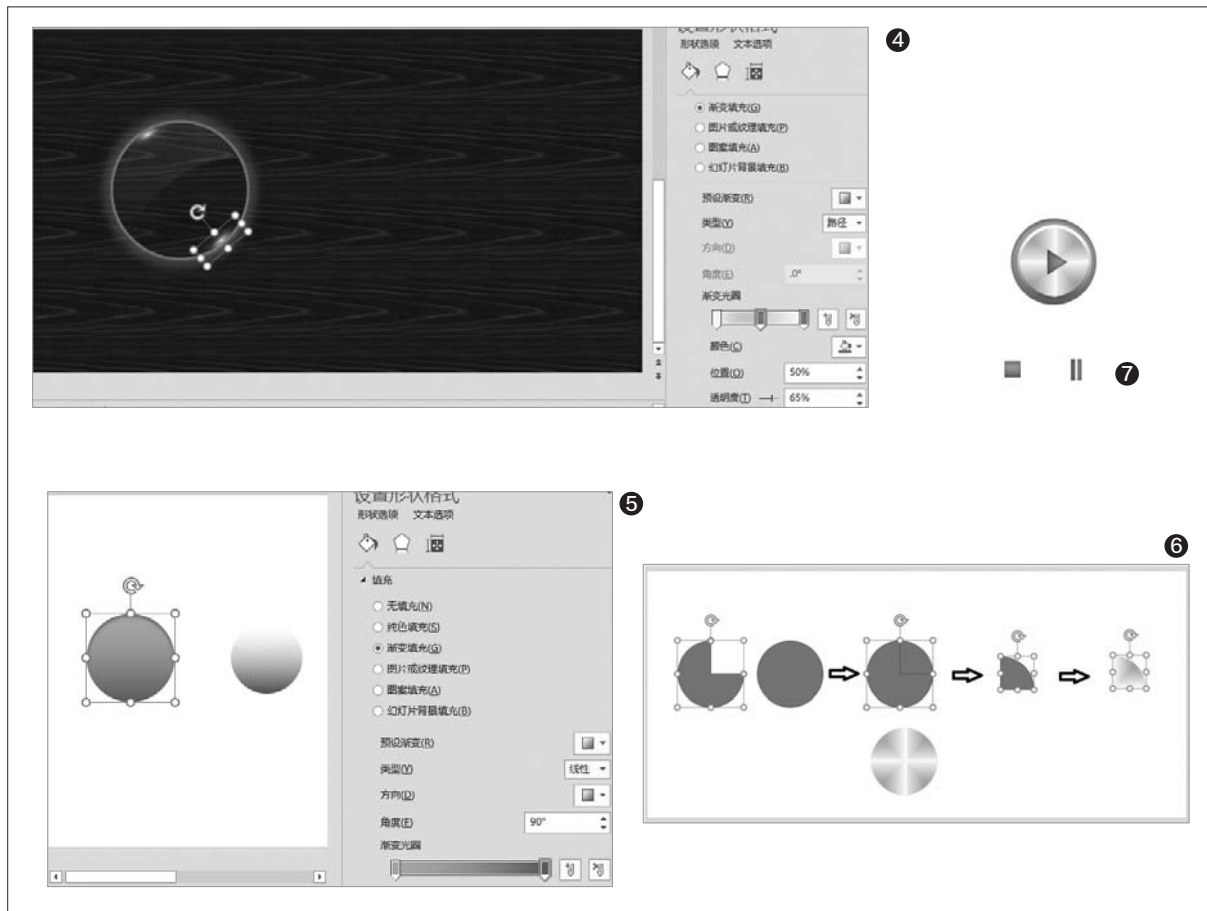 设置形状格式
形状选项 文本选项
渐变填充(G)
图片或纹理填充(P)
图案填充(A)
幻灯片背景填充(B)
预设渐变(R)
类型(Y) 路径
方向(D)
角度(E) .0°
渐变光圈
颜色(C)
位置(O) 50%
透明度(T) 65%
❹
❼
设置形状格式
形状选项 文本选项
填充
无填充(N)
纯色填充(S)
渐变填充(G)
图片或纹理填充(P)
图案填充(A)
幻灯片背景填充(B)
预设渐变(R)
类型(Y) 线性
方向(D)
角度(E) 90°
渐变光圈
❺
❻